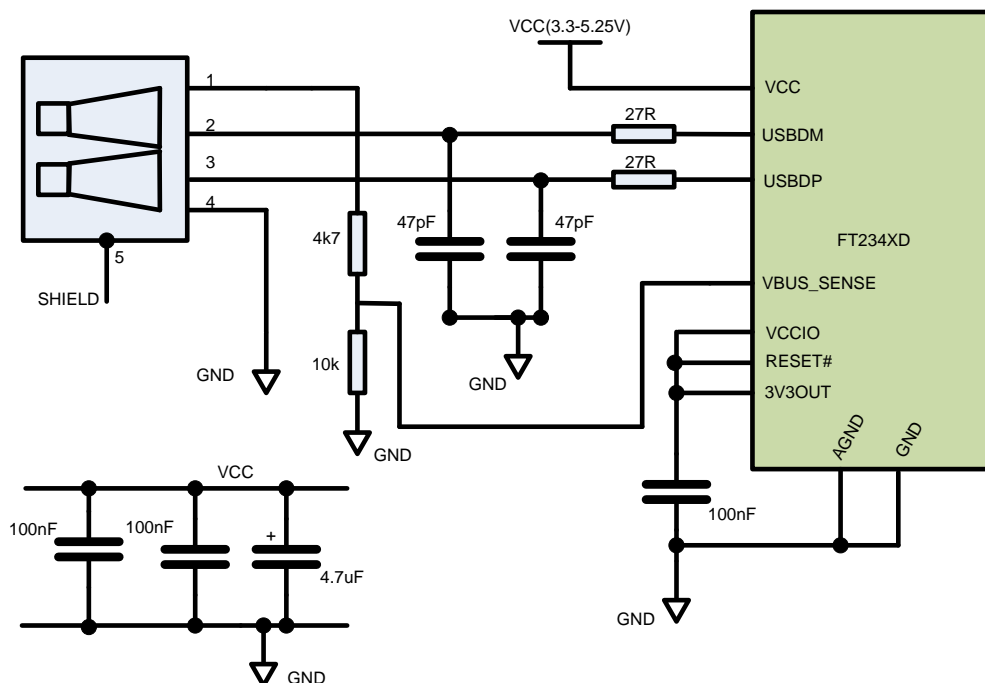 VCC(3.3-5.25V)
1
VCC
27R
2
USBDM
27R
3
USBDP
4
47pF
47pF
4k7
FT234XD
5
SHIELD
VBUS_SENSE
VCCIO
10k
RESET#
GND
GND
3V3OUT
GND
AGND
GND
VCC
100nF
100nF
100nF
+
4.7uF
GND
GND